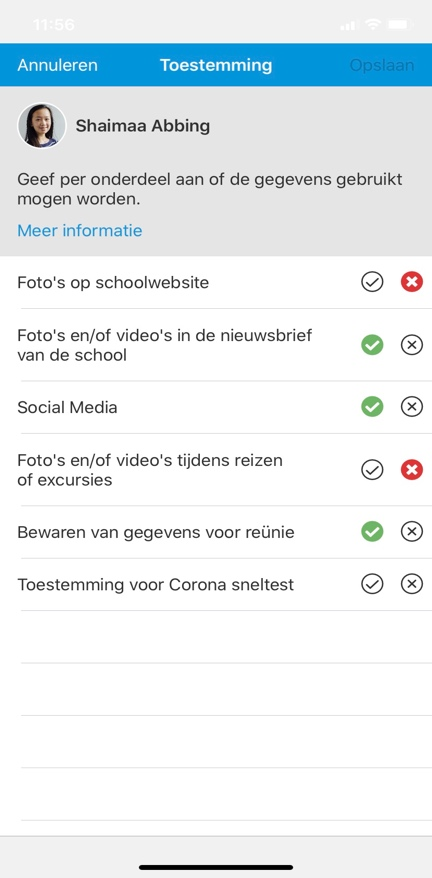 11:56
Annuleren Toestemming Opslaan
Shaimaa Abbing
Geef per onderdeel aan of de gegevens gebruikt
mogen worden.
Meer informatie
Foto's op schoolwebsite
Foto's en/of video's in de nieuwsbrief
van de school
Social Media
Foto's en/of video's tijdens reizen
of excursies
Bewaren van gegevens voor reünie
Toestemming voor Corona sneltest